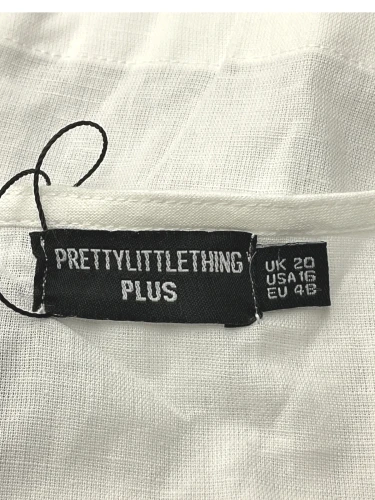 PRETTYLITTLETHING
PLUS
UK 20
USA 16
EU 48